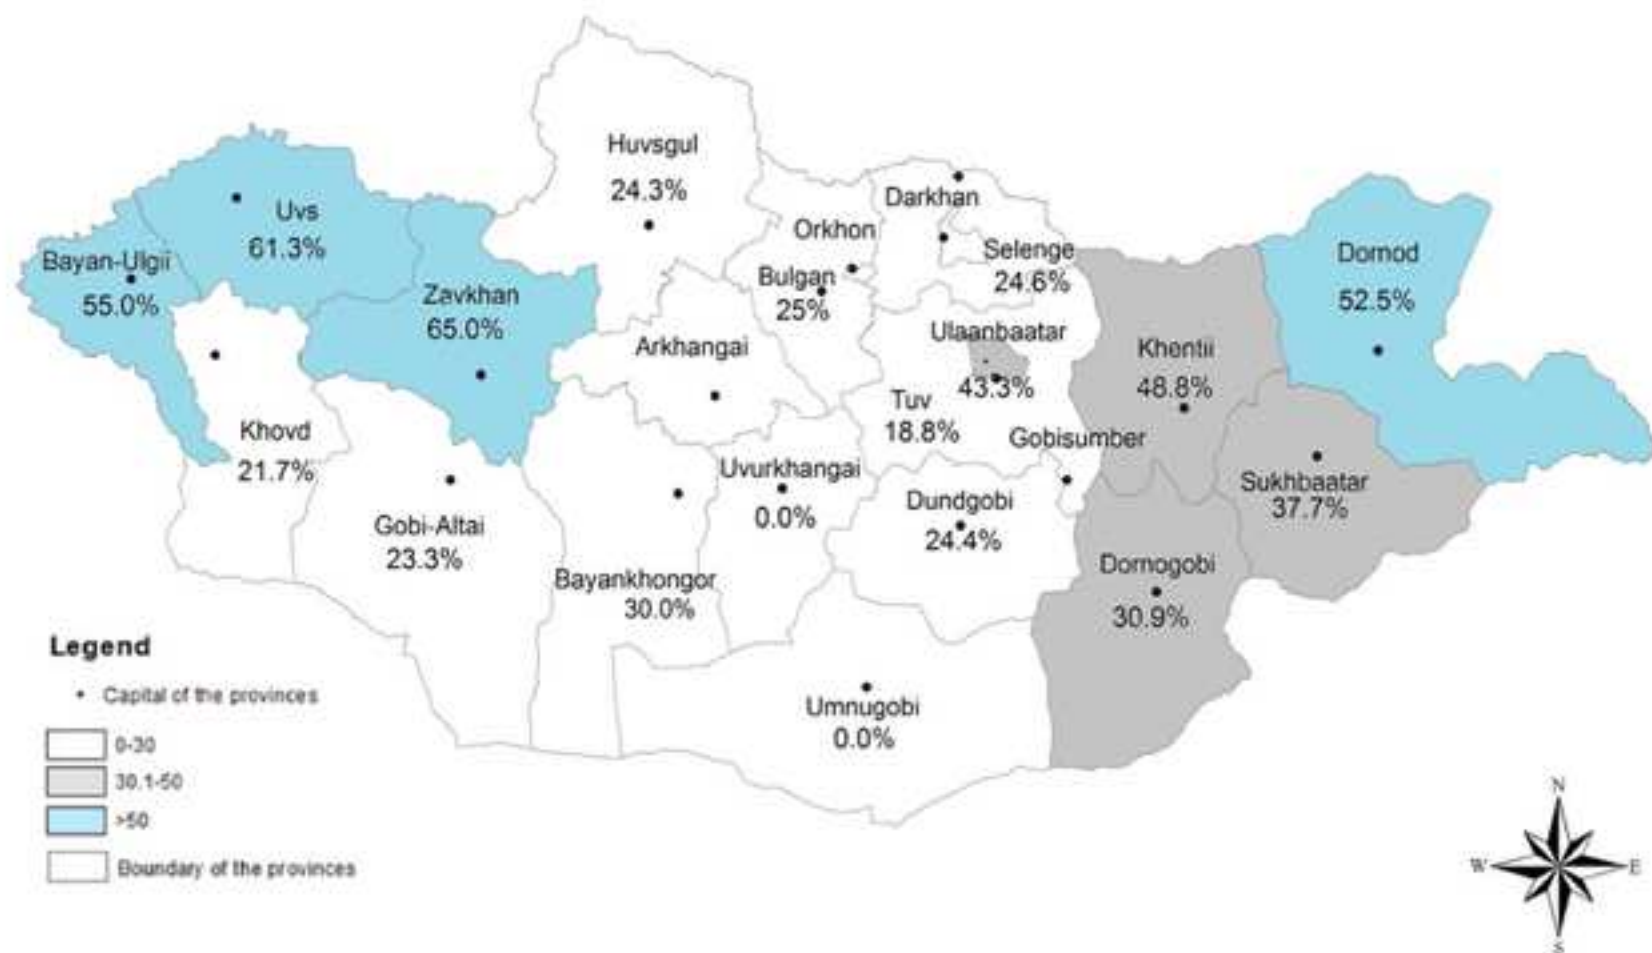 Huvsgul
24.3%
Uvs
61.3%
Bayan-Ulgii
55.0%
Zavkhan
65.0%
Khovd
21.7%
Gobi-Altai
23.3%
Arkhangai
Bayankhongor
30.0%
Orkhon
Bulgan
25%
Darkhan
Selenge
24.6%
Ulaanbaatar
43.3%
Tuv
18.8%
Gobisumber
Uvurkhangai
0.0%
Dundgobi
24.4%
Umnugobi
0.0%
Khentii
48.8%
Dornod
52.5%
Sukhbaatar
37.7%
Dornogobi
30.9%
Legend
Capital of the provinces
0-30
30.1-50
>50
Boundary of the provinces
N
W
E
S